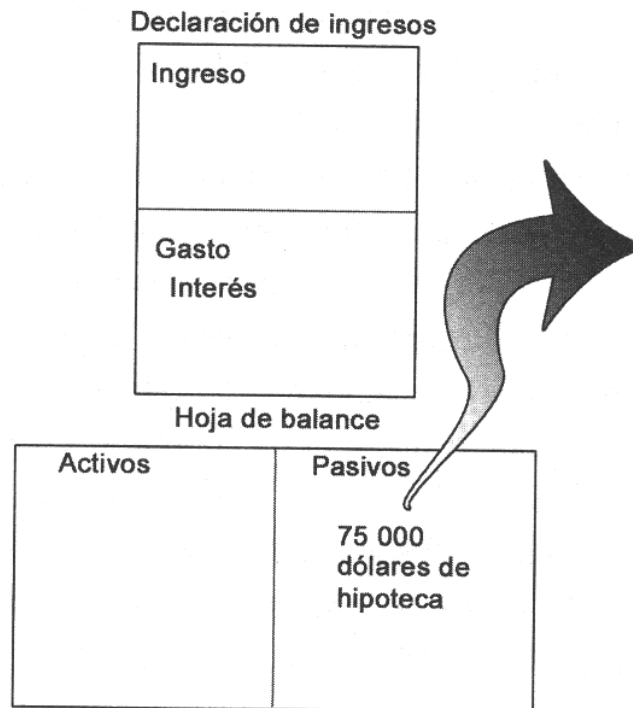 Declaración de ingresos
Ingreso
Gasto
Interés
Hoja de balance
Activos
Pasivos
75 000
dólares de
hipoteca